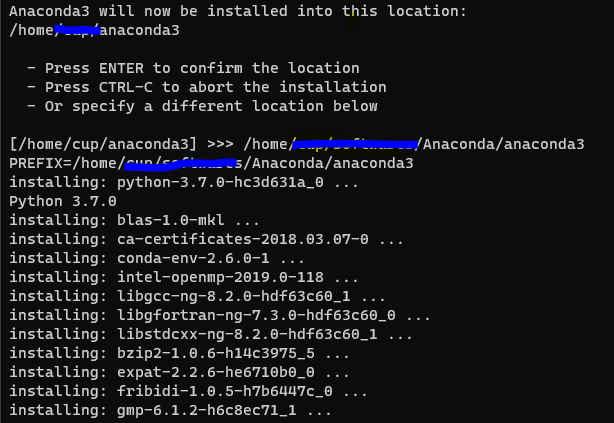 Anaconda3 will now be installed into this location:
/home/ anaconda3
- Press ENTER to confirm the location
- Press CTRL-C to abort the installation
- Or specify a different location below
[/home/cup/anaconda3] >>> /home/ /Anaconda/anaconda3
PREFIX=/home/ s/Anaconda/anaconda3
installing: python-3.7.0-hc3d631a_0 ...
Python 3.7.0
installing: blas-1.0-mkl ...
installing: ca-certificates-2018.03.07-0 ...
installing: conda-env-2.6.0-1 ...
installing: intel-openmp-2019.0-118 ...
installing: libgcc-ng-8.2.0-hdf63c60_1 ...
installing: libgfortran-ng-7.3.0-hdf63c60_0 ...
installing: libstdcxx-ng-8.2.0-hdf63c60_1 ...
installing: bzip2-1.0.6-h14c3975_5 ...
installing: expat-2.2.6-he6710b0_0 ...
installing: fribidi-1.0.5-h7b6447c_0 ...
installing: gmp-6.1.2-h6c8ec71_1 ...